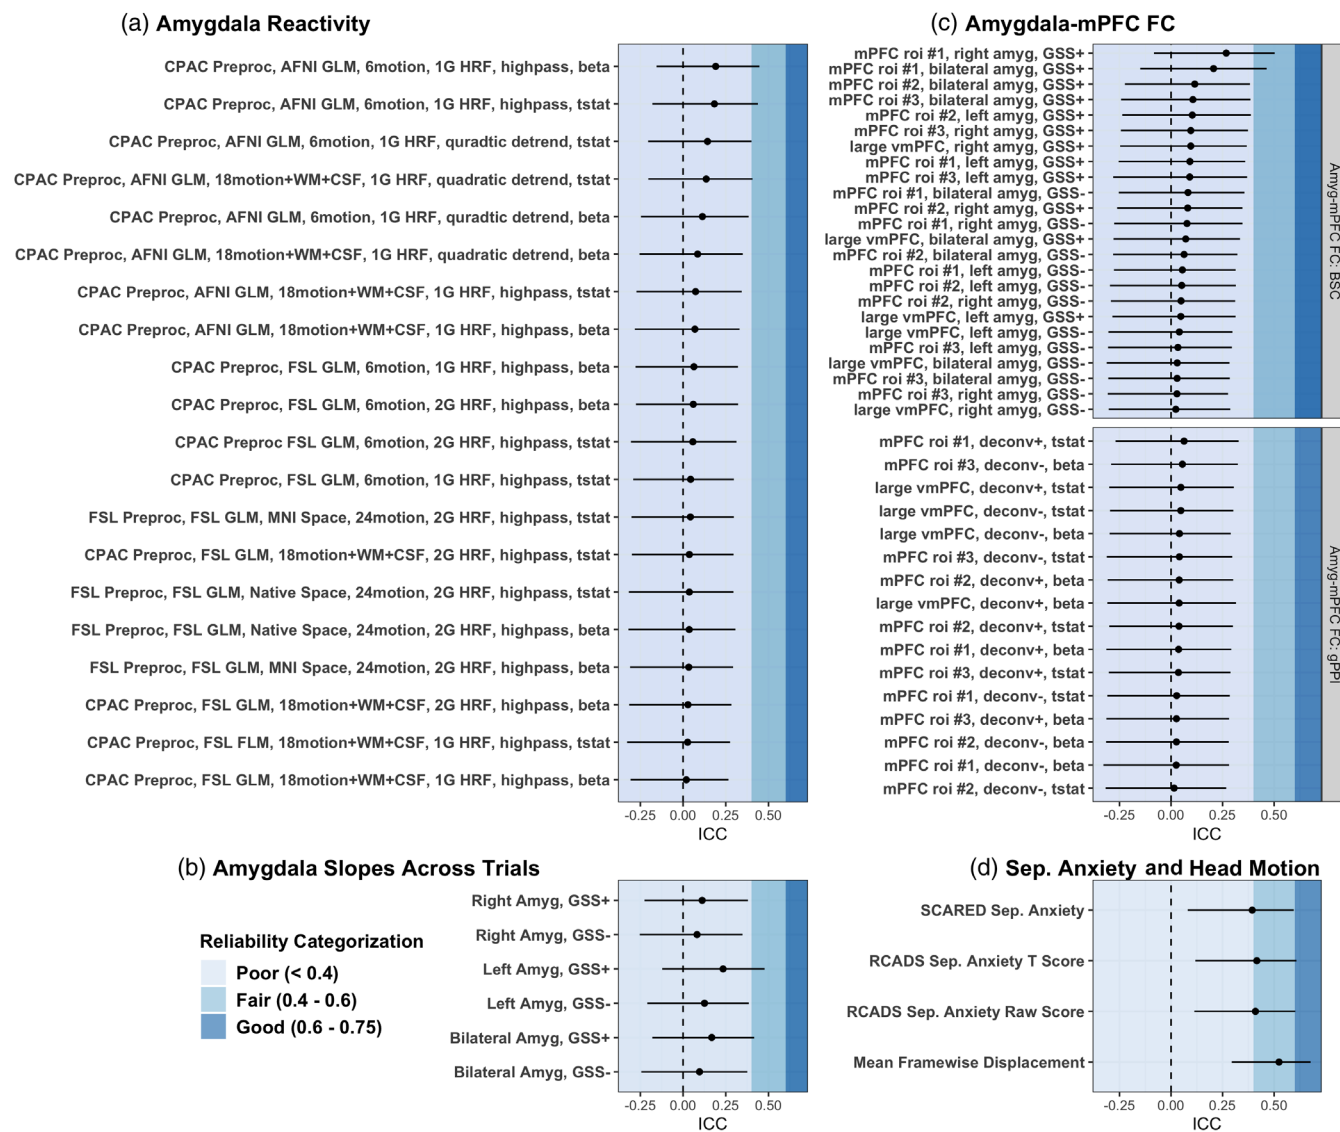 (a) Amygdala Reactivity
CPAC Preproc, AFNI GLM, 6motion, 1G HRF, highpass, beta
CPAC Preproc, AFNI GLM, 6motion, 1G HRF, highpass, tstat
CPAC Preproc, AFNI GLM, 6motion, 1G HRF, quradtic detrend, tstat
CPAC Preproc, AFNI GLM, 18motion+WM+CSF, 1G HRF, quadratic detrend, tstat
CPAC Preproc, AFNI GLM, 6motion, 1G HRF, quradtic detrend, beta
CPAC Preproc, AFNI GLM, 18motion+WM+CSF, 1G HRF, quadratic detrend, beta
CPAC Preproc, AFNI GLM, 18motion+WM+CSF, 1G HRF, highpass, tstat
CPAC Preproc, AFNI GLM, 18motion+WM+CSF, 1G HRF, highpass, beta
CPAC Preproc, FSL GLM, 6motion, 1G HRF, highpass, beta
CPAC Preproc, FSL GLM, 6motion, 2G HRF, highpass, beta
CPAC Preproc FSL GLM, 6motion, 2G HRF, highpass, tstat
CPAC Preproc, FSL GLM, 6motion, 1G HRF, highpass, tstat
FSL Preproc, FSL GLM, MNI Space, 24motion, 2G HRF, highpass, tstat
CPAC Preproc, FSL GLM, 18motion+WM+CSF, 2G HRF, highpass, tstat
FSL Preproc, FSL GLM, Native Space, 24motion, 2G HRF, highpass, tstat
FSL Preproc, FSL GLM, Native Space, 24motion, 2G HRF, highpass, beta
FSL Preproc, FSL GLM, MNI Space, 24motion, 2G HRF, highpass, beta
CPAC Preproc, FSL GLM, 18motion+WM+CSF, 2G HRF, highpass, beta
CPAC Preproc, FSL FLM, 18motion+WM+CSF, 1G HRF, highpass, tstat
CPAC Preproc, FSL GLM, 18motion+WM+CSF, 1G HRF, highpass, beta
-0.25 0.00 0.25 0.50
ICC
(c) Amygdala-mPFC FC
mPFC roi #1, right amyg, GSS+
mPFC roi #1, bilateral amyg, GSS+
mPFC roi #2, bilateral amyg, GSS+
mPFC roi #3, bilateral amyg, GSS+
mPFC roi #2, left amyg, GSS+
mPFC roi #3, right amyg, GSS+
large vmPFC, right amyg, GSS+
mPFC roi #1, left amyg, GSS+
mPFC roi #3, left amyg, GSS+
mPFC roi #1, bilateral amyg, GSS-
mPFC roi #2, right amyg, GSS+
mPFC roi #1, right amyg, GSS-
large vmPFC, bilateral amyg, GSS+
mPFC roi #2, bilateral amyg, GSS-
mPFC roi #1, left amyg, GSS-
mPFC roi #2, left amyg, GSS-
mPFC roi #2, right amyg, GSS-
large vmPFC, left amyg, GSS+
large vmPFC, left amyg, GSS-
mPFC roi #3, left amyg, GSS-
large vmPFC, bilateral amyg, GSS-
mPFC roi #3, bilateral amyg, GSS-
mPFC roi #3, right amyg, GSS-
large vmPFC, right amyg, GSS-
Amyg-mPFC FC: BSC
mPFC roi #1, deconv+, tstat
mPFC roi #3, deconv-, beta
large vmPFC, deconv+, tstat
large vmPFC, deconv-, tstat
large vmPFC, deconv-, beta
mPFC roi #3, deconv-, tstat
mPFC roi #2, deconv+, beta
large vmPFC, deconv+, beta
mPFC roi #2, deconv+, tstat
mPFC roi #1, deconv+, beta
mPFC roi #3, deconv+, tstat
mPFC roi #1, deconv-, tstat
mPFC roi #3, deconv+, beta
mPFC roi #2, deconv-, beta
mPFC roi #1, deconv-, beta
mPFC roi #2, deconv-, tstat
Amyg-mPFC FC: gPPI
-0.25 0.00 0.25 0.50
ICC
(b) Amygdala Slopes Across Trials
Right Amyg, GSS+
Right Amyg, GSS-
Left Amyg, GSS+
Left Amyg, GSS-
Bilateral Amyg, GSS+
Bilateral Amyg, GSS-
-0.25 0.00 0.25 0.50
ICC
Reliability Categorization
Poor (< 0.4)
Fair (0.4 - 0.6)
Good (0.6 - 0.75)
(d) Sep. Anxiety and Head Motion
SCARED Sep. Anxiety
RCADS Sep. Anxiety T Score
RCADS Sep. Anxiety Raw Score
Mean Framewise Displacement
-0.25 0.00 0.25 0.50
ICC